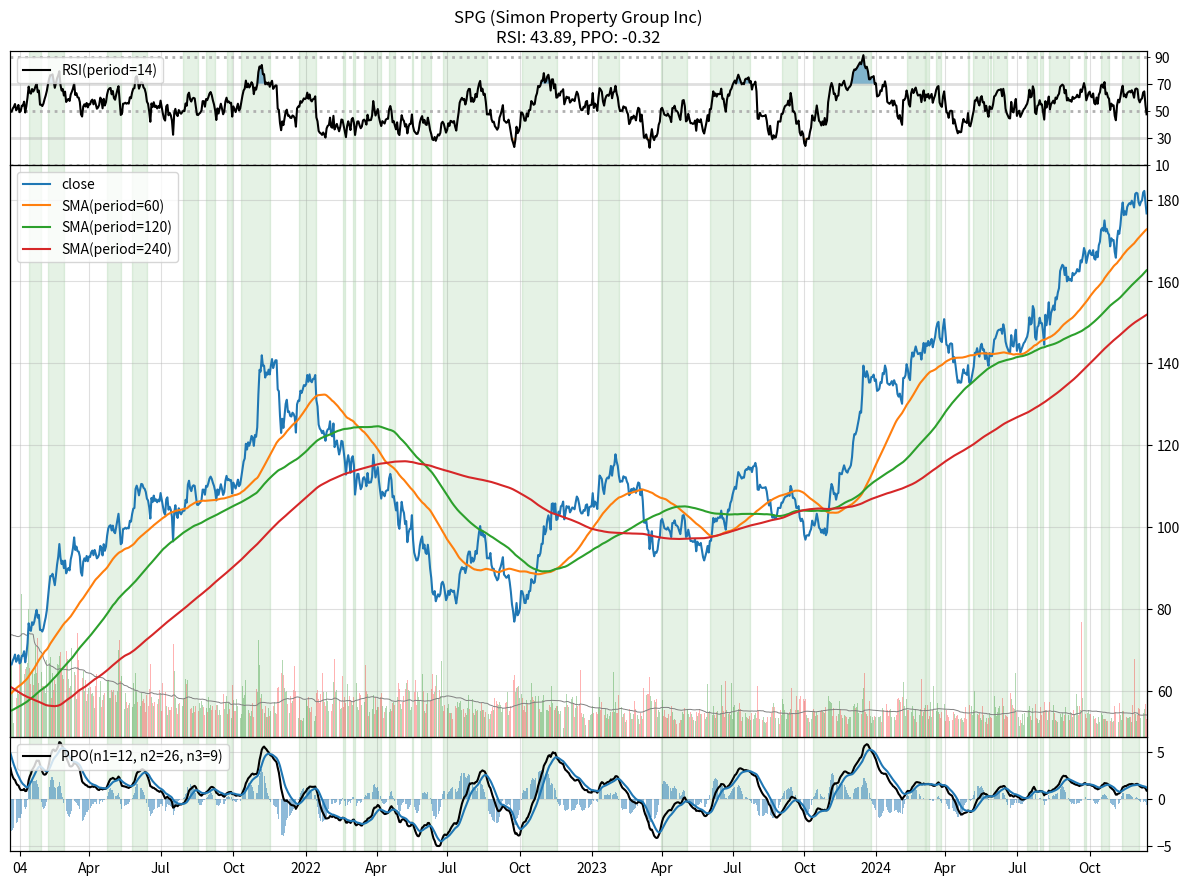 SPG (Simon Property Group Inc)
RSI: 43.89, PPO: -0.32
RSI(period=14)
90
70
50
30
10
close
SMA(period=60)
SMA(period=120)
SMA(period=240)
180
160
140
120
100
80
60
PPO(n1=12, n2=26, n3=9)
5
0
−5
04 Apr Jul Oct 2022 Apr Jul Oct 2023 Apr Jul Oct 2024 Apr Jul Oct